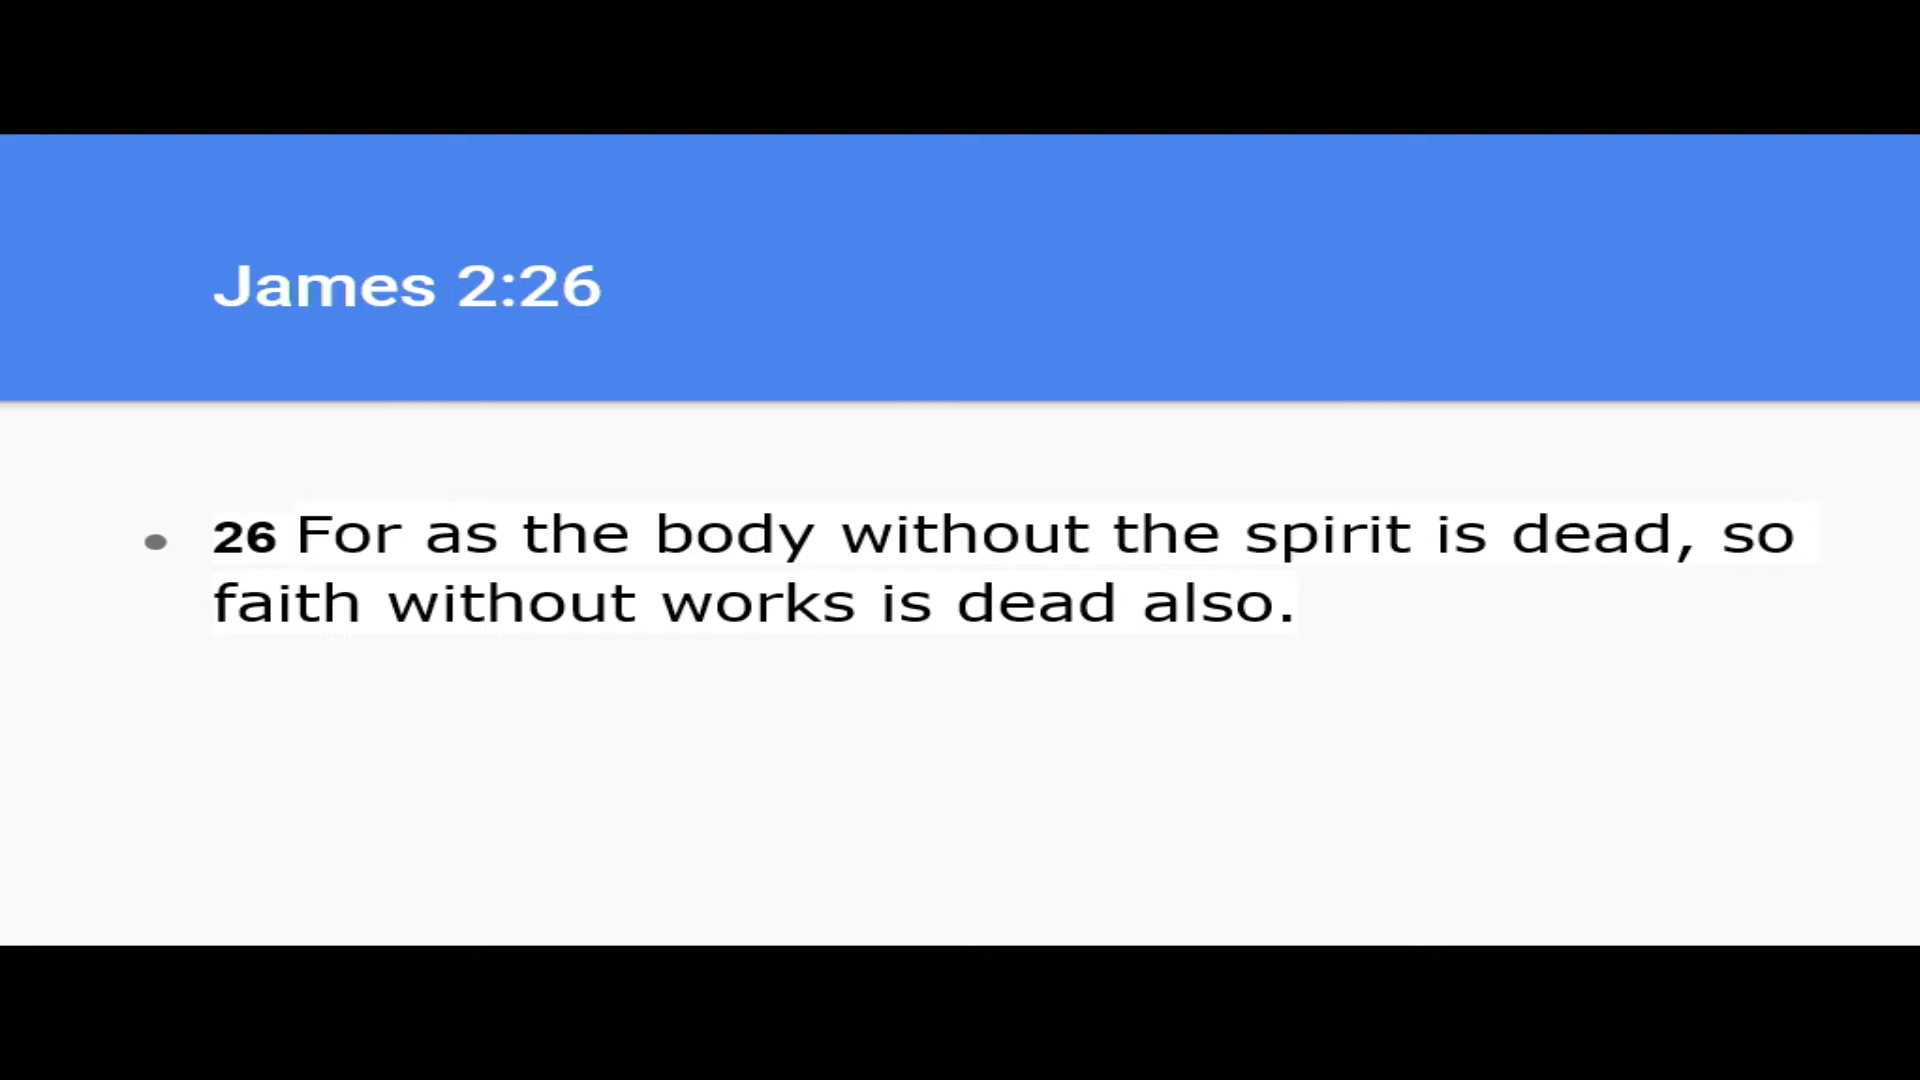 James 2:26
• 26 For as the body without the spirit is dead, so
faith without works is dead also.